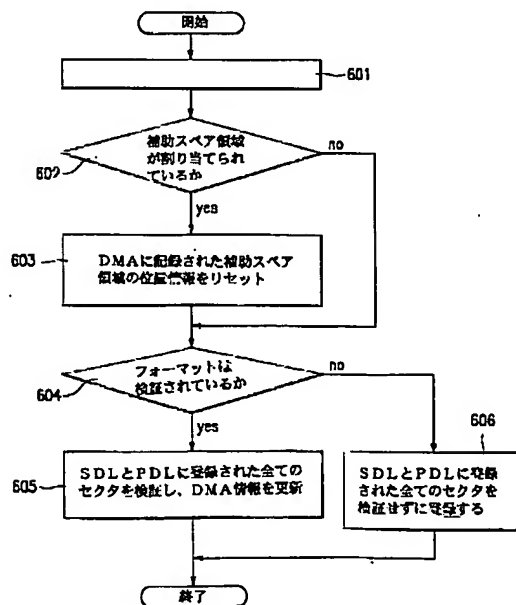 開始
601
補助スペア領域
が割り当てられ
ているか
no
602
yes
603
DMAに記録された補助スペア
領域の位置情報をリセット
フォーマットは
検証されているか
no
604
yes
606
605
SDLとPDLに登録された全ての
セクタを検証し、DMA情報を更新
SDLとPDLに登録
された全てのセクタを
検証せずに登録する
終了